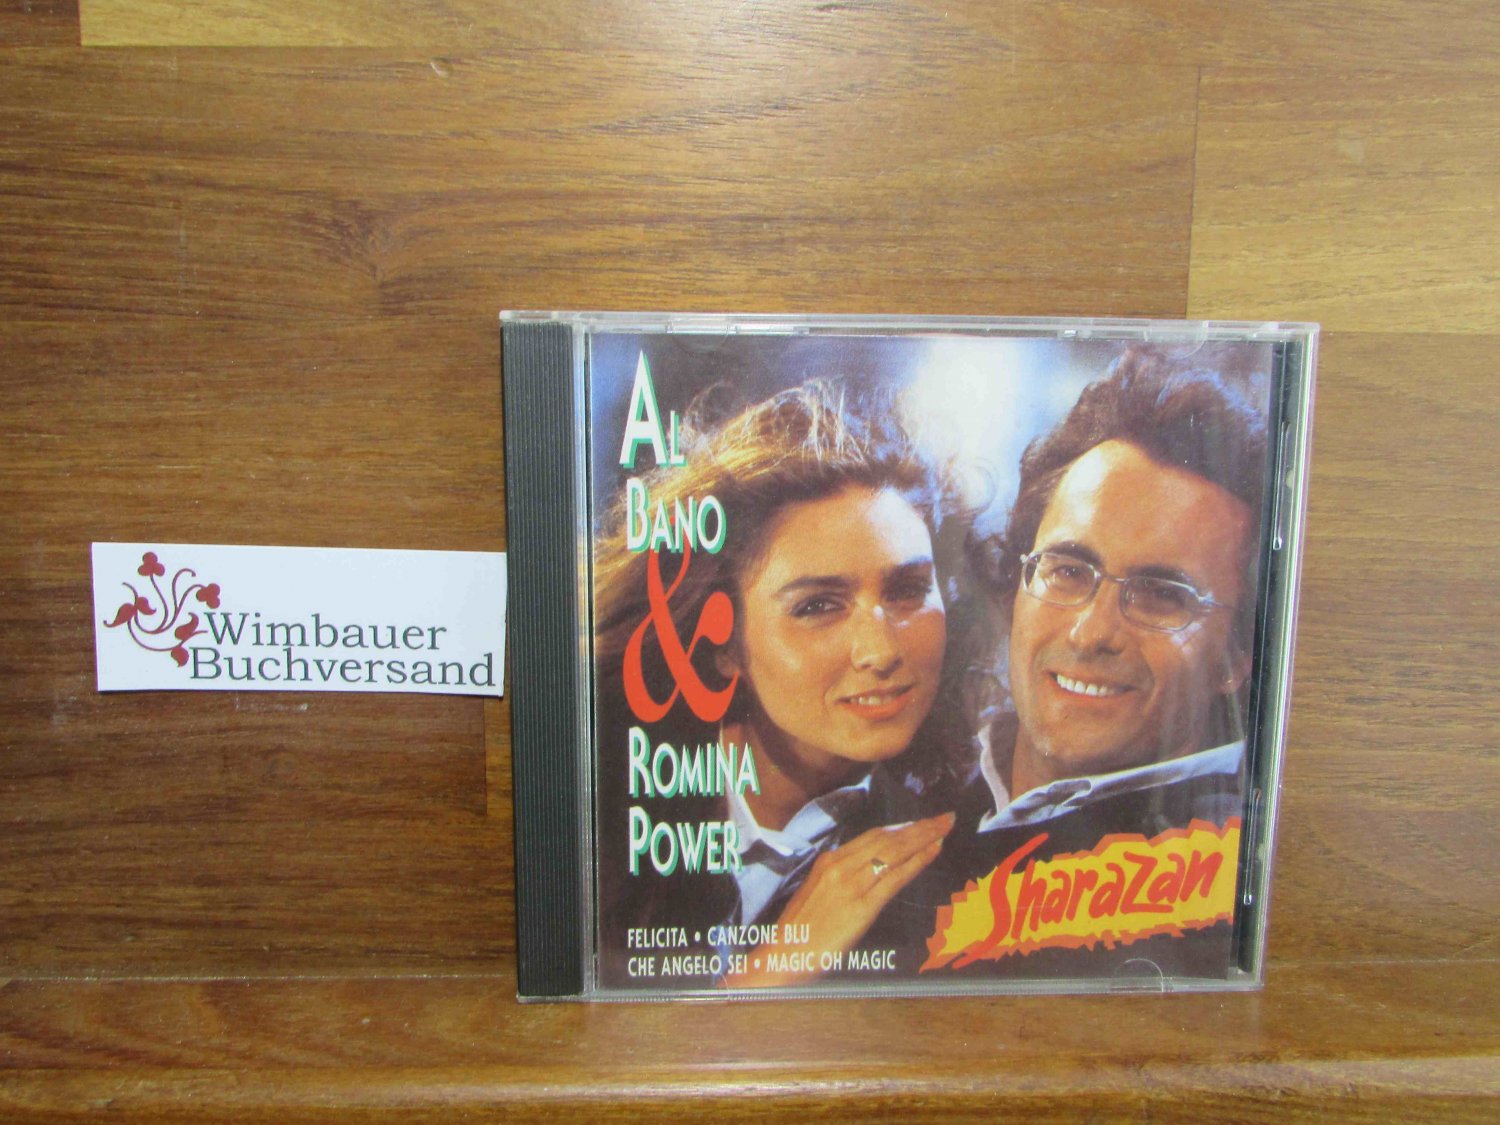 Wimbauer
Buchversand
AL
BANO
&
ROMINA
POWER
Sharazan
FELICITA • CANZONE BLU
CHE ANGELO SEI • MAGIC OH MAGIC